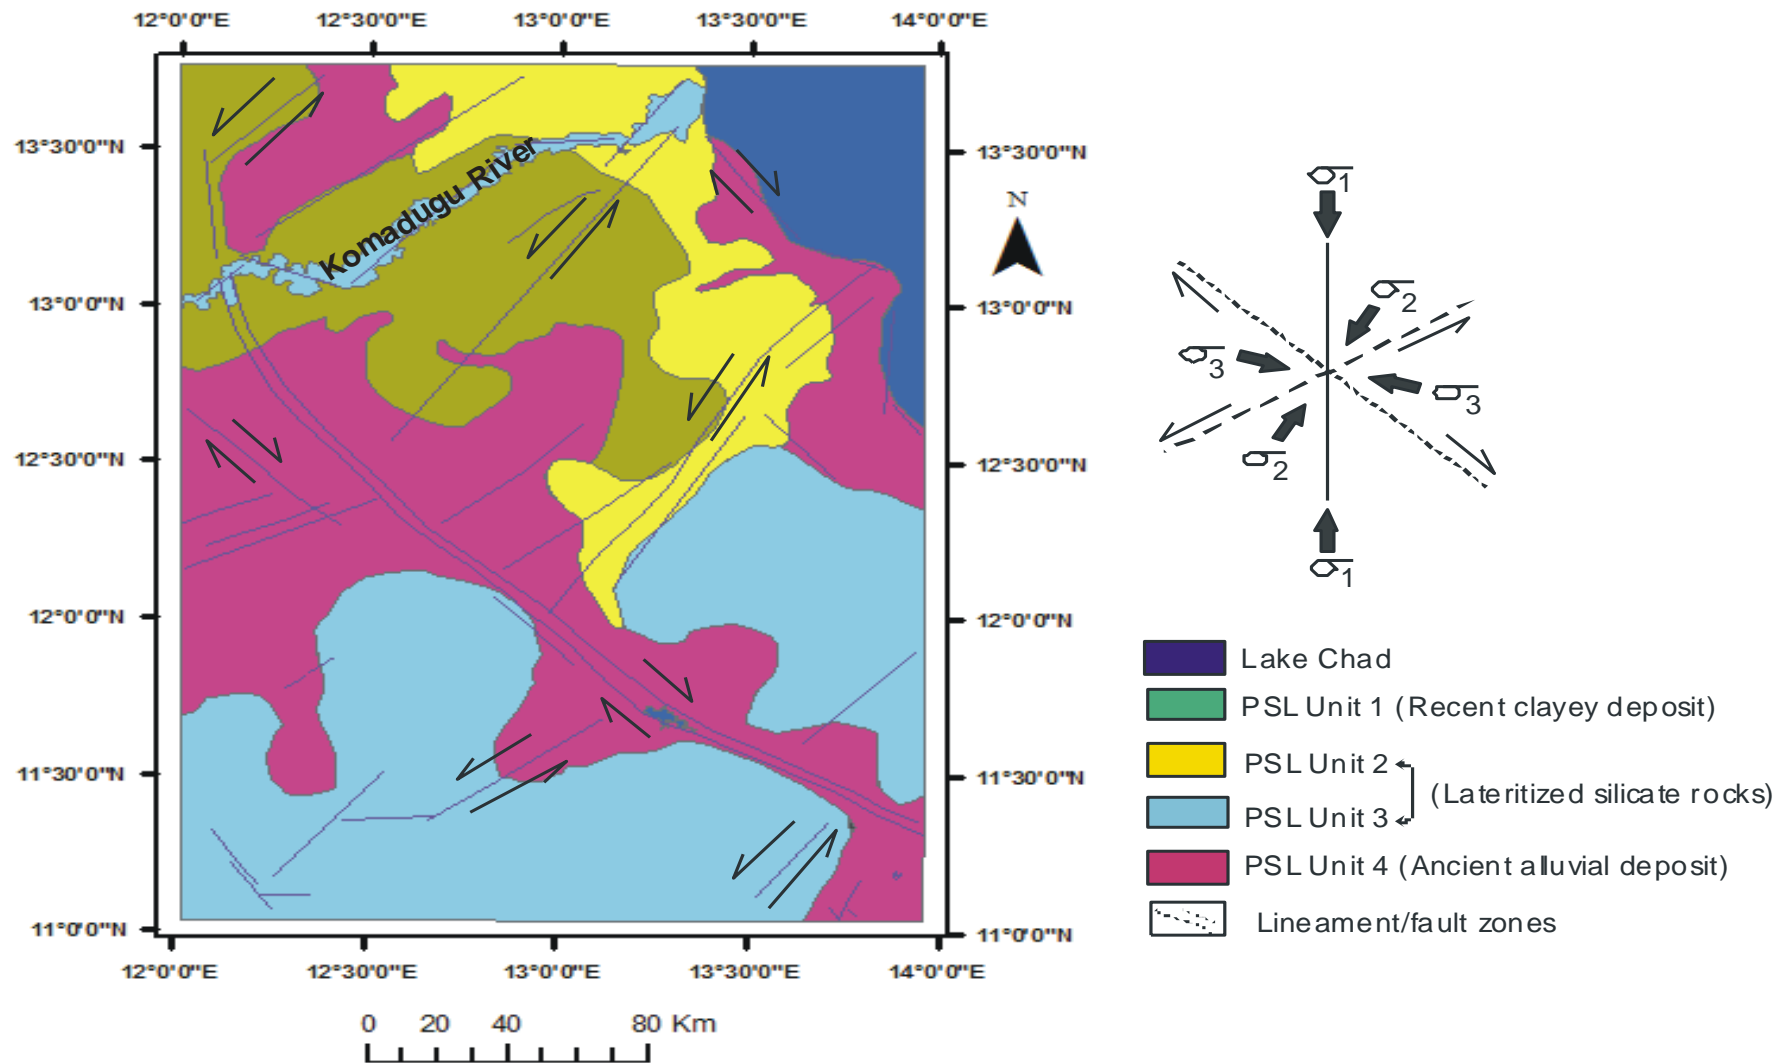 12°0'0"E 12°30'0"E 13°0'0"E 13°30'0"E 14°0'0"E
13°30'0"N
13°0'0"N
12°30'0"N
12°0'0"N
11°30'0"N
11°0'0"N
Komadugu River
13°30'0"N
13°0'0"N
12°30'0"N
12°0'0"N
11°30'0"N
11°0'0"N
12°0'0"E 12°30'0"E 13°0'0"E 13°30'0"E 14°0'0"E
0 20 40 80 Km
N
σ1
σ2
σ3
σ3
σ2
σ1
Lake Chad
PSL Unit 1 (Recent clayey deposit)
PSL Unit 2
(Lateritized silicate rocks)
PSL Unit 3
PSL Unit 4 (Ancient alluvial deposit)
Lineament/fault zones